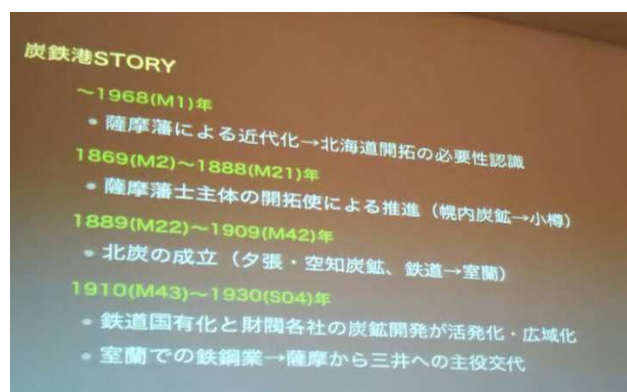 炭鉄港STORY
～1968(M1)年
・薩摩藩による近代化→北海道開拓の必要性認識
1869(M2)～1888(M21)年
・薩摩藩士主体の開拓使による推進（幌内炭鉱→小樽）
1889(M22)～1909(M42)年
・北炭の成立（夕張・空知炭鉱、鉄道→室蘭）
1910(M43)～1930(S04)年
・鉄道国有化と財閥各社の炭鉱開発が活発化・広域化
・室蘭での鉄鋼業→薩摩から三井への主役交代